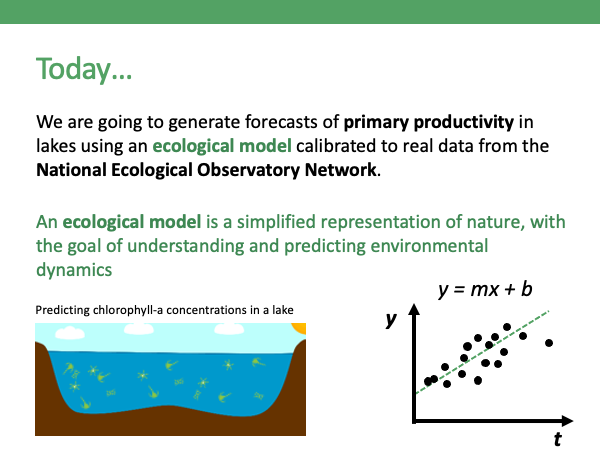 Today…
We are going to generate forecasts of primary productivity in
lakes using an ecological model calibrated to real data from the
National Ecological Observatory Network.
An ecological model is a simplified representation of nature, with
the goal of understanding and predicting environmental
dynamics
y = mx + b
Predicting chlorophyll-a concentrations in a lake
y
t